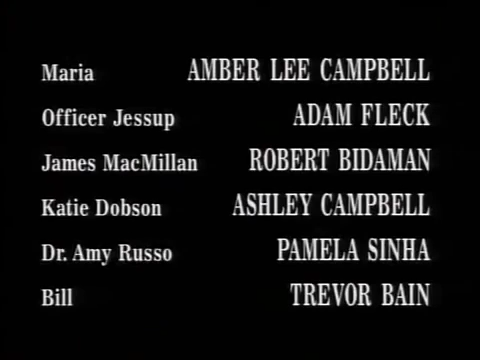 Maria AMBER LEE CAMPBELL
Officer Jessup ADAM FLECK
James MacMillan ROBERT BIDAMAN
Katie Dobson ASHLEY CAMPBELL
Dr. Amy Russo PAMELA SINHA
Bill TREVOR BAIN